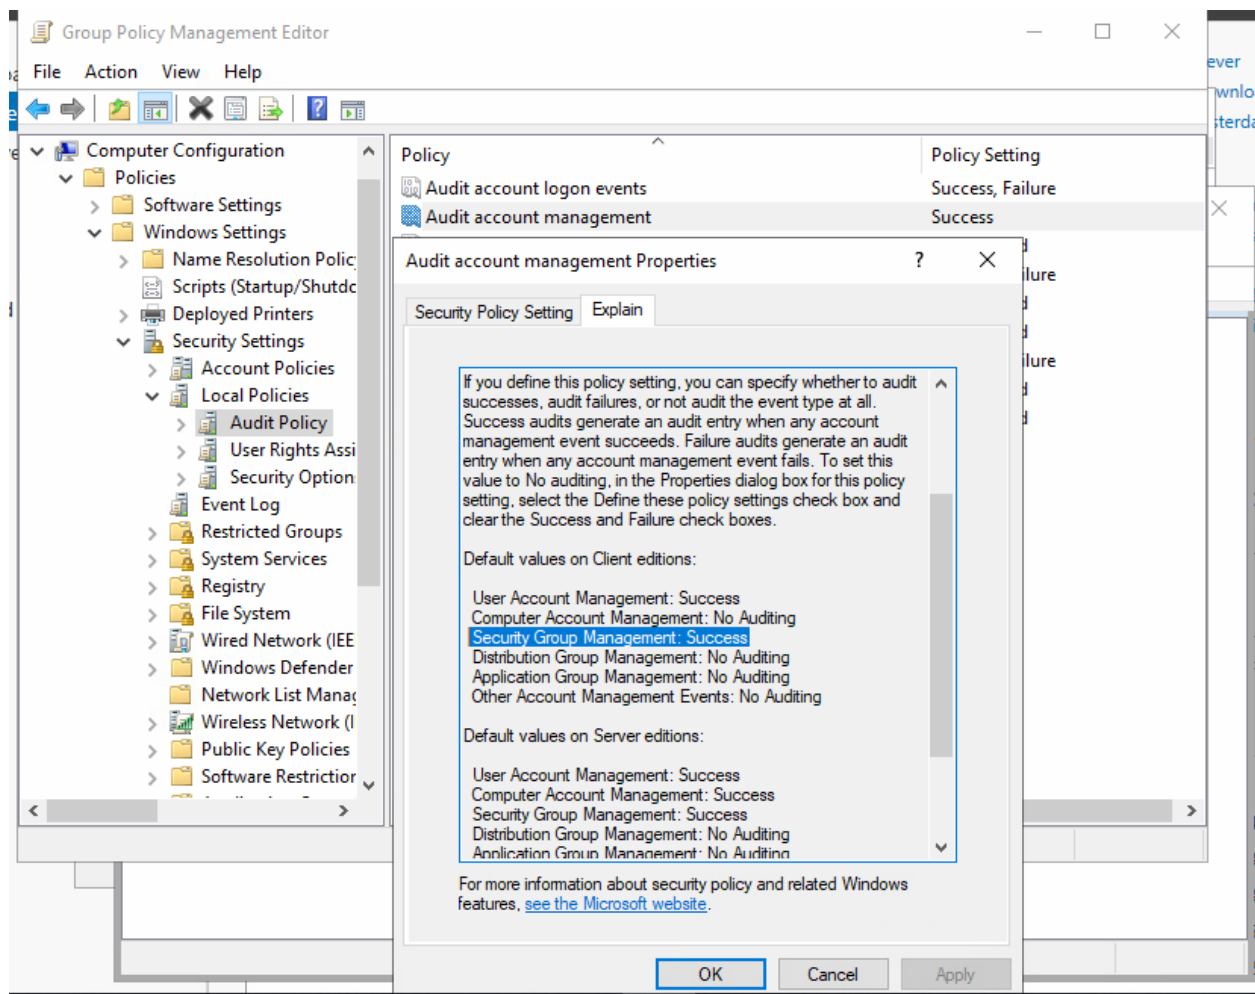 Group Policy Management Editor
File Action View Help
Computer Configuration
Policies
Software Settings
Windows Settings
Name Resolution Polic
Scripts (Startup/Shutdo
Deployed Printers
Security Settings
Account Policies
Local Policies
Audit Policy
User Rights Assi
Security Option
Event Log
Restricted Groups
System Services
Registry
File System
Wired Network (IEE
Windows Defender
Network List Manag
Wireless Network (I
Public Key Policies
Software Restriction
Policy Policy Setting
Audit account logon events Success, Failure
Audit account management Success
Audit account management Properties
?
Security Policy Setting Explain
If you define this policy setting, you can specify whether to audit
successes, audit failures, or not audit the event type at all.
Success audits generate an audit entry when any account
management event succeeds. Failure audits generate an audit
entry when any account management event fails. To set this
value to No auditing, in the Properties dialog box for this policy
setting, select the Define these policy settings check box and
clear the Success and Failure check boxes.
Default values on Client editions:
User Account Management: Success
Computer Account Management: No Auditing
Security Group Management: Success
Distribution Group Management: No Auditing
Application Group Management: No Auditing
Other Account Management Events: No Auditing
Default values on Server editions:
User Account Management: Success
Computer Account Management: Success
Security Group Management: Success
Distribution Group Management: No Auditing
Application Group Management: No Auditing
For more information about security policy and related Windows
features, see the Microsoft website.
OK Cancel Apply
d
ilure
d
d
ilure
d
d
ever
wnlo
sterda